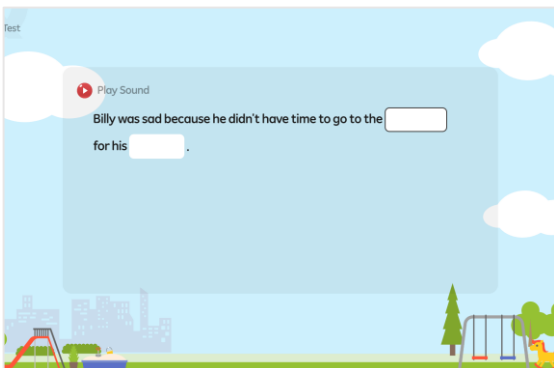 Test
Play Sound
Billy was sad because he didn't have time to go to the
for his .